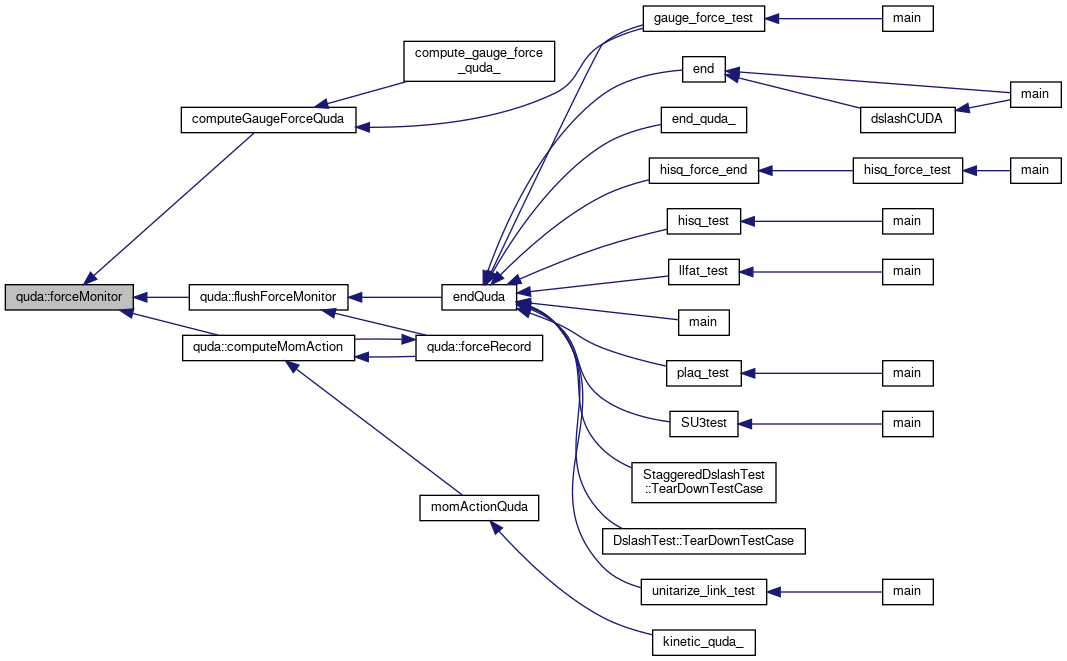 gauge_force_test
main
compute_gauge_force
_quda_
end
main
computeGaugeForceQuda
end_quda_
dslashCUDA
hisq_force_end
hisq_force_test
main
hisq_test
main
llfat_test
main
quda::forceMonitor
quda::flushForceMonitor
endQuda
main
quda::computeMomAction
quda::forceRecord
plaq_test
main
SU3test
main
StaggeredDslashTest
::TearDownTestCase
momActionQuda
DslashTest::TearDownTestCase
unitarize_link_test
main
kinetic_quda_